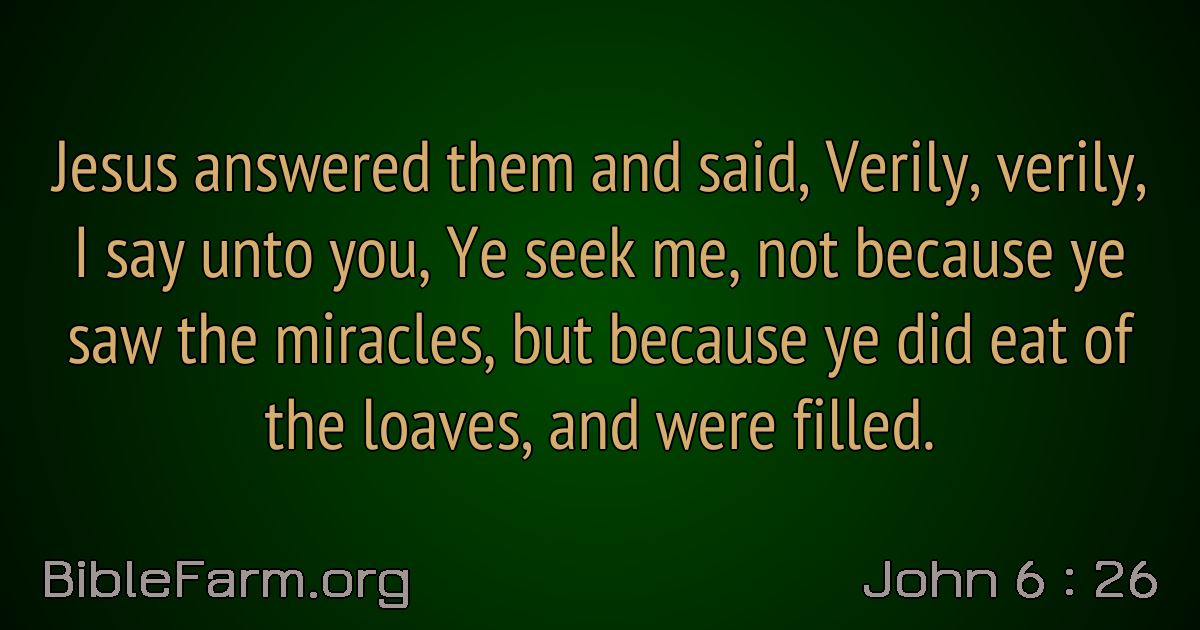 Jesus answered them and said, Verily, verily,
I say unto you, Ye seek me, not because ye
saw the miracles, but because ye did eat of
the loaves, and were filled.
BibleFarm.org
John 6 : 26